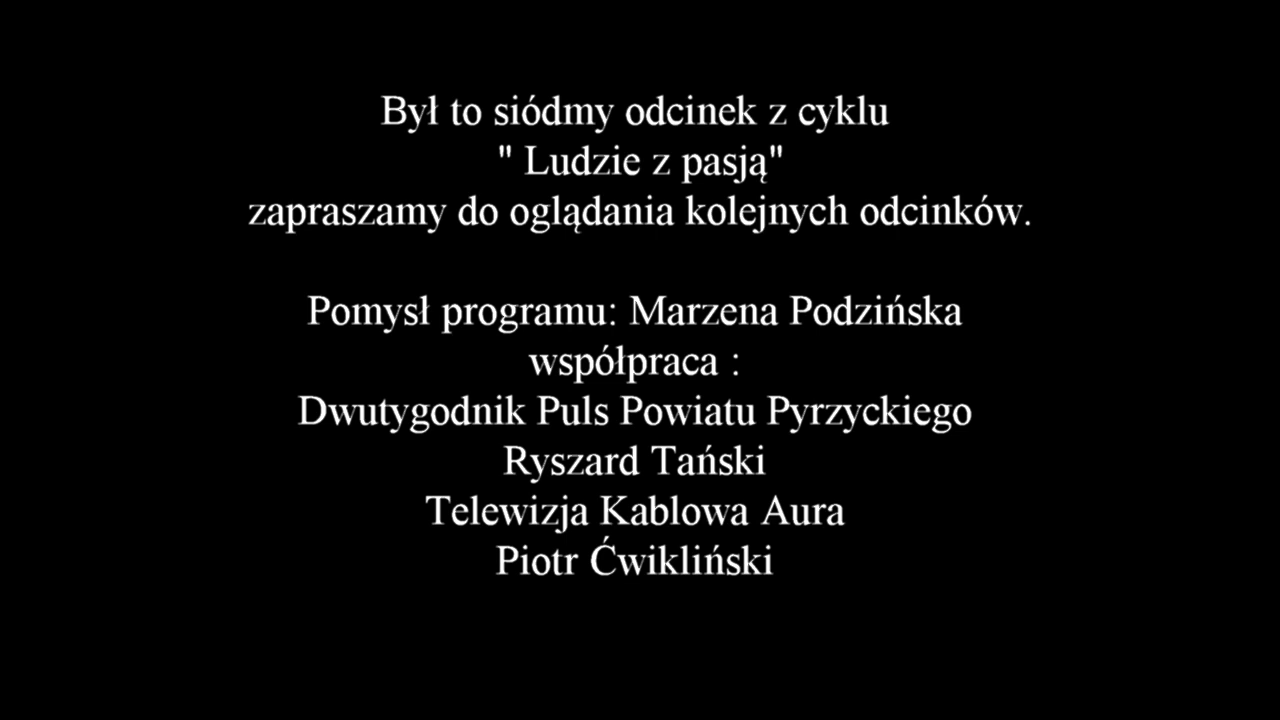 Był to siódmy odcinek z cyklu
" Ludzie z pasją"
zapraszamy do oglądania kolejnych odcinków.
Pomysł programu: Marzena Podzińska
współpraca :
Dwutygodnik Puls Powiatu Pyrzyckiego
Ryszard Tański
Telewizja Kablowa Aura
Piotr Ćwikliński